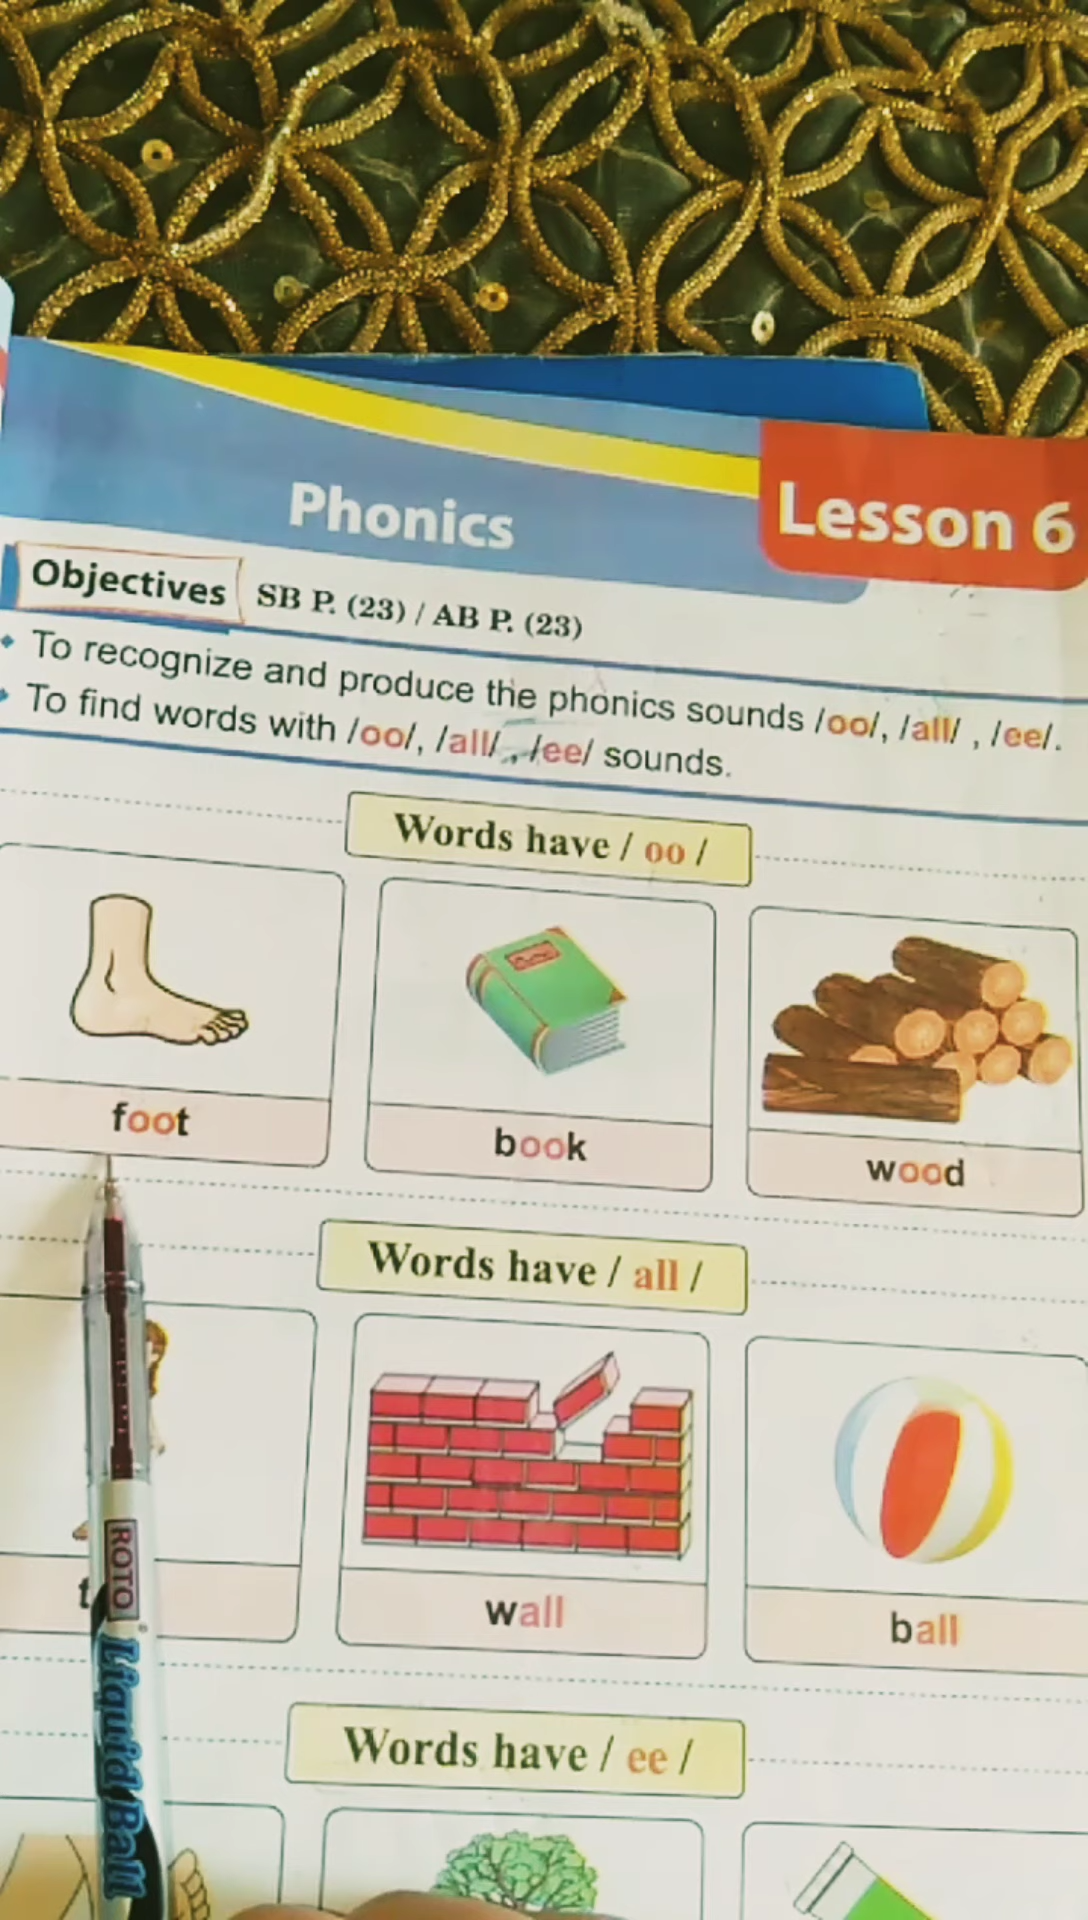 Phonics
Lesson 6
Objectives SB P. (23) / AB P. (23)
To recognize and produce the phonics sounds /oo/, /all/ , /ee/.
To find words with /oo/, /all/ , /ee/ sounds.
Words have / oo /
foot
book
wood
Words have / all /
wall
ball
Words have / ee /
ROTO
Liquid Ball